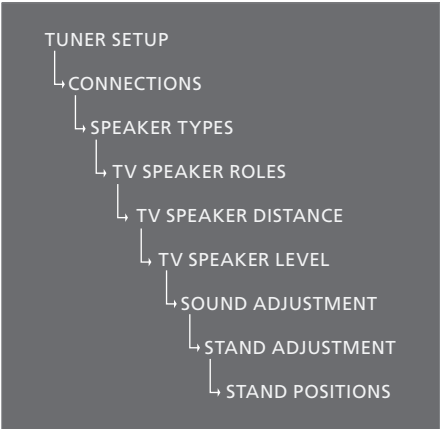 TUNER SETUP
CONNECTIONS
SPEAKER TYPES
TV SPEAKER ROLES
TV SPEAKER DISTANCE
TV SPEAKER LEVEL
SOUND ADJUSTMENT
STAND ADJUSTMENT
STAND POSITIONS